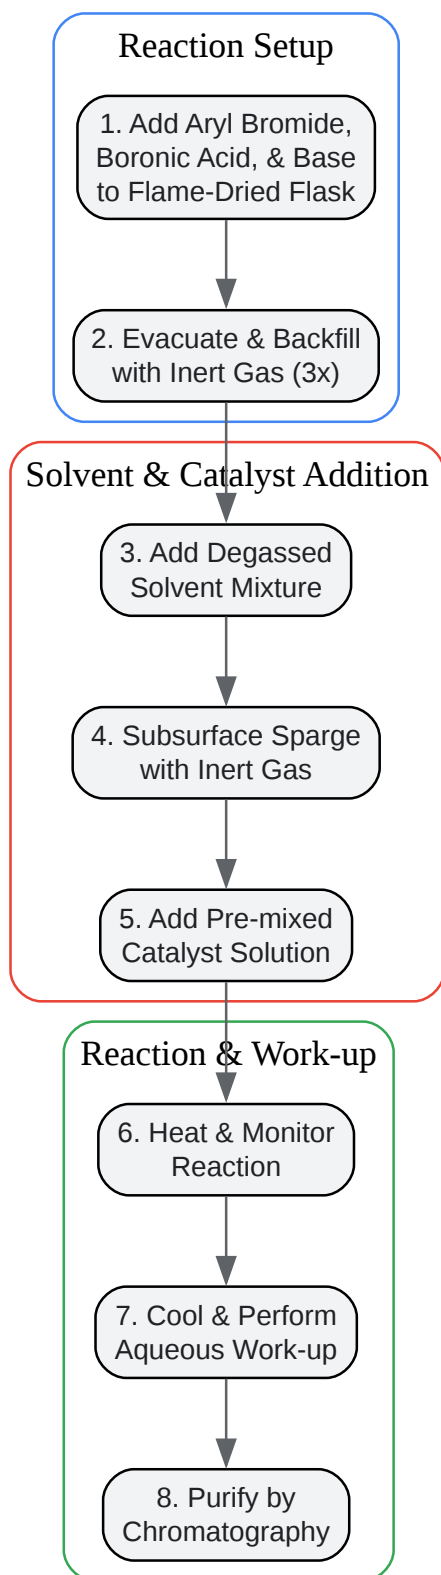 Reaction Setup
1. Add Aryl Bromide,
Boronic Acid, & Base
to Flame-Dried Flask
2. Evacuate & Backfill
with Inert Gas (3x)
Solvent & Catalyst Addition
3. Add Degassed
Solvent Mixture
4. Subsurface Sparge
with Inert Gas
5. Add Pre-mixed
Catalyst Solution
Reaction & Work-up
6. Heat & Monitor
Reaction
7. Cool & Perform
Aqueous Work-up
8. Purify by
Chromatography